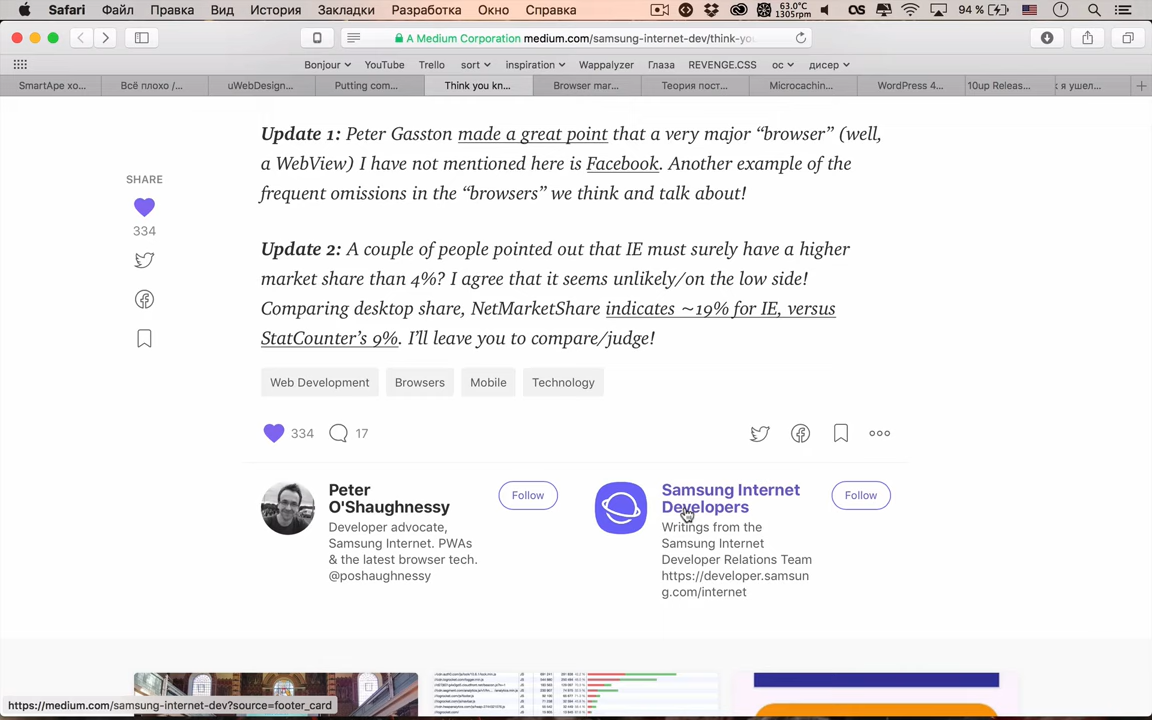 Safari Файл Правка Вид История Закладки Разработка Окно Справка 63.0°C 1305rpm 94 %
A Medium Corporation medium.com/samsung-internet-dev/think-yo
Bonjour YouTube Trello sort inspiration Wappalyzer Глаза REVENGE.CSS ос дисер
SmartApe хо... Всё плохо /... uWebDesign... Putting com... Think you kn... Browser mar... Теория пост... Microcachin... WordPress 4... 10up Releas... я ушел...
Update 1: Peter Gasston made a great point that a very major “browser” (well,
a WebView) I have not mentioned here is Facebook. Another example of the
frequent omissions in the “browsers” we think and talk about!
SHARE
334
Update 2: A couple of people pointed out that IE must surely have a higher
market share than 4%? I agree that it seems unlikely/on the low side!
Comparing desktop share, NetMarketShare indicates ~19% for IE, versus
StatCounter’s 9%. I’ll leave you to compare/judge!
Web Development Browsers Mobile Technology
334 17
Peter
O'Shaughnessy
Follow
Developer advocate,
Samsung Internet. PWAs
& the latest browser tech.
@poshaughnessy
Samsung Internet
Developers
Follow
Writings from the
Samsung Internet
Developer Relations Team
https://developer.samsun
g.com/internet
https://medium.com/samsung-internet-dev?source=footer_card